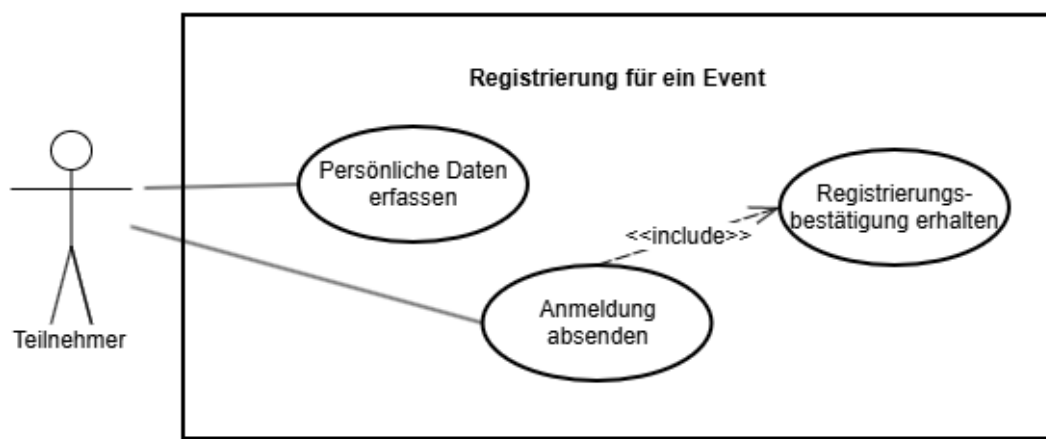 Registrierung für ein Event
Persönliche Daten
erfassen
Registrierungs-
bestätigung erhalten
<<include>>
Anmeldung
absenden
Teilnehmer